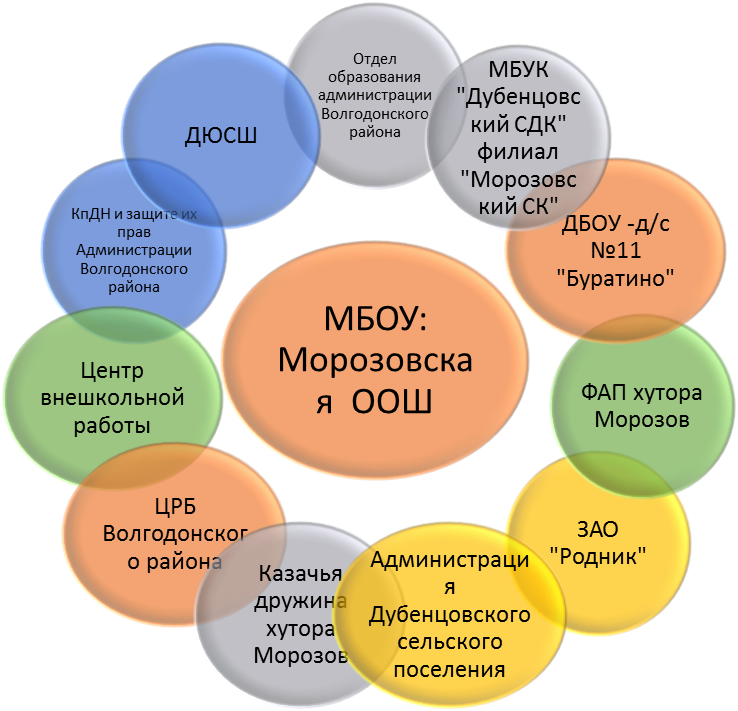 Отдел
образования
администрации
Волгодонского
района
МБУК
"Дубенцовс
кий СДК"
филиал
"Морозовс
кий СК"
ДБОУ -д/с
№11
"Буратино"
ФАП хутора
Морозов
ЗАО
"Родник"
Администраци
я
Дубенцовского
сельского
поселения
Казачья
дружина
хутора
Морозов
ЦРБ
Волгодонског
о района
Центр
внешкольной
работы
КпДН и защите их
прав
Администрации
Волгодонского
района
ДЮСШ
МБОУ:
Морозовска
я ООШ